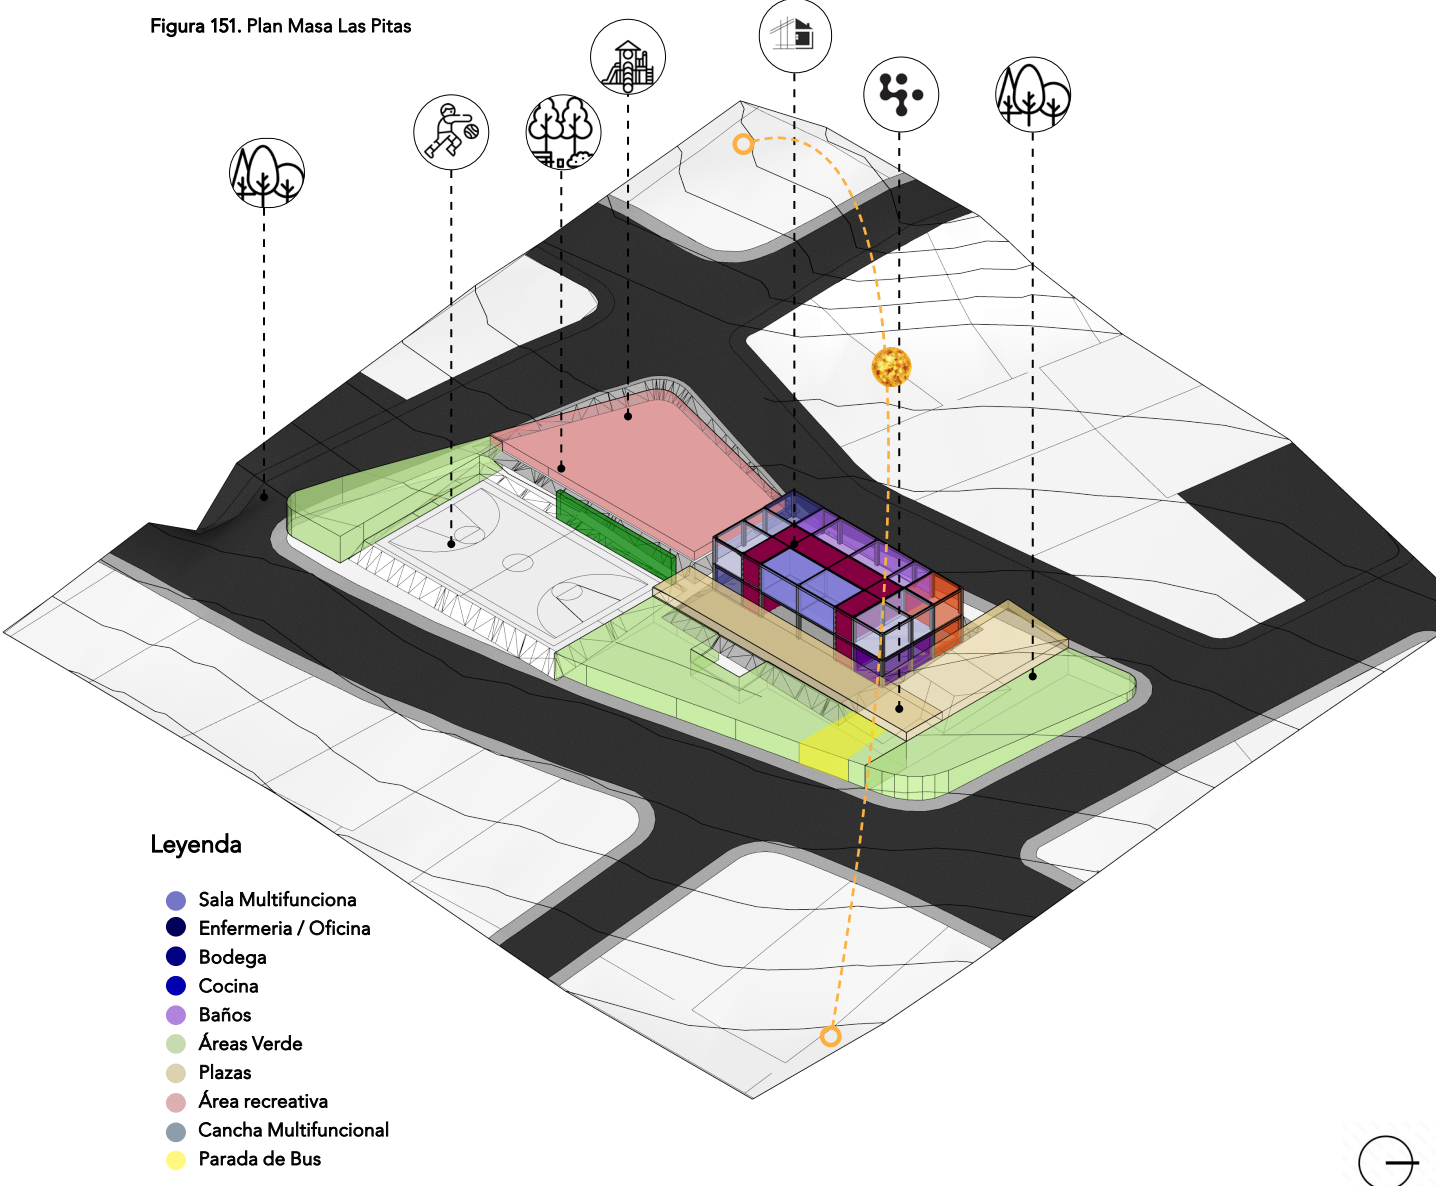 Figura 151. Plan Masa Las Pitas
Leyenda
Sala Multifunciona
Enfermeria / Oficina
Bodega
Cocina
Baños
Áreas Verde
Plazas
Área recreativa
Cancha Multifuncional
Parada de Bus